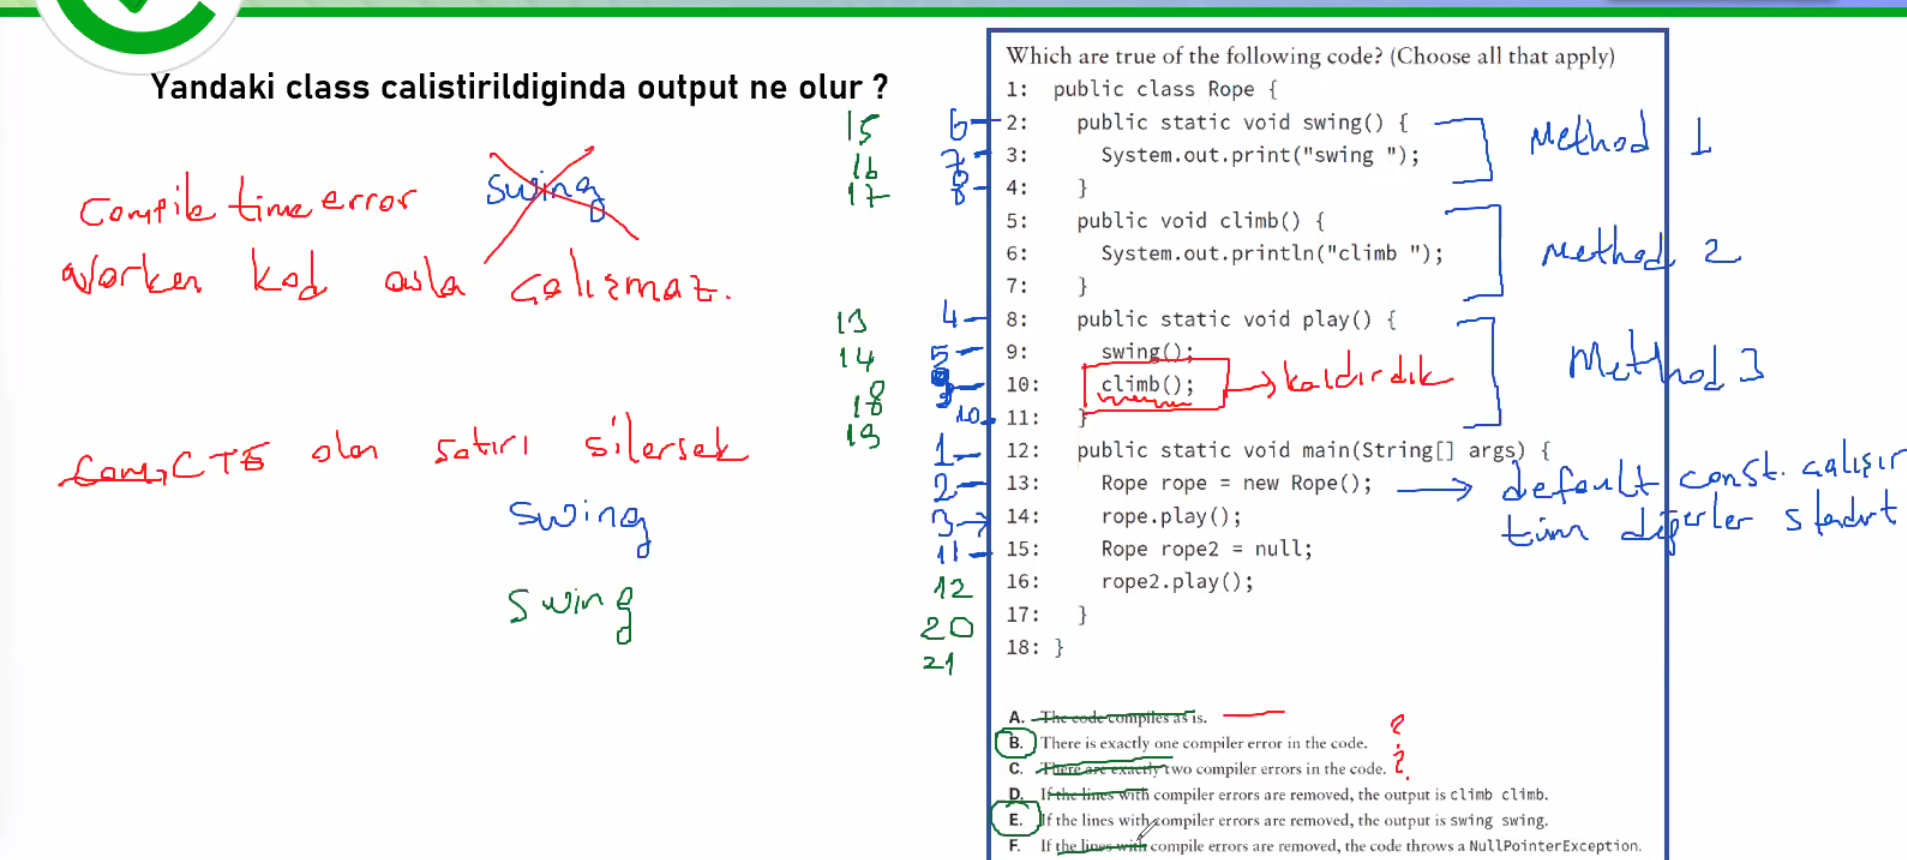 Yandaki class calistirildiginda output ne olur ?
Compile time error swing
Varken kod asla çalışmaz.
CTE olan satırı silersek
swing
swing
15
16
17
13
14
18
19
6
7
8
4
5
9
10
1
2
3
11
12
20
21
Which are true of the following code? (Choose all that apply)
1: public class Rope {
2: public static void swing() {
3: System.out.print("swing ");
4: }
5: public void climb() {
6: System.out.println("climb ");
7: }
8: public static void play() {
9: swing();
10: climb();
11: }
12: public static void main(String[] args) {
13: Rope rope = new Rope();
14: rope.play();
15: Rope rope2 = null;
16: rope2.play();
17: }
18: }
Method 1
Method 2
Method 3
kaldırdık
default const. çalışır
tüm değerler standart
A. The code compiles as is.
B. There is exactly one compiler error in the code. ?
C. There are exactly two compiler errors in the code. ?
D. If the lines with compiler errors are removed, the output is climb climb.
E. If the lines with compiler errors are removed, the output is swing swing.
F. If the lines with compile errors are removed, the code throws a NullPointerException.